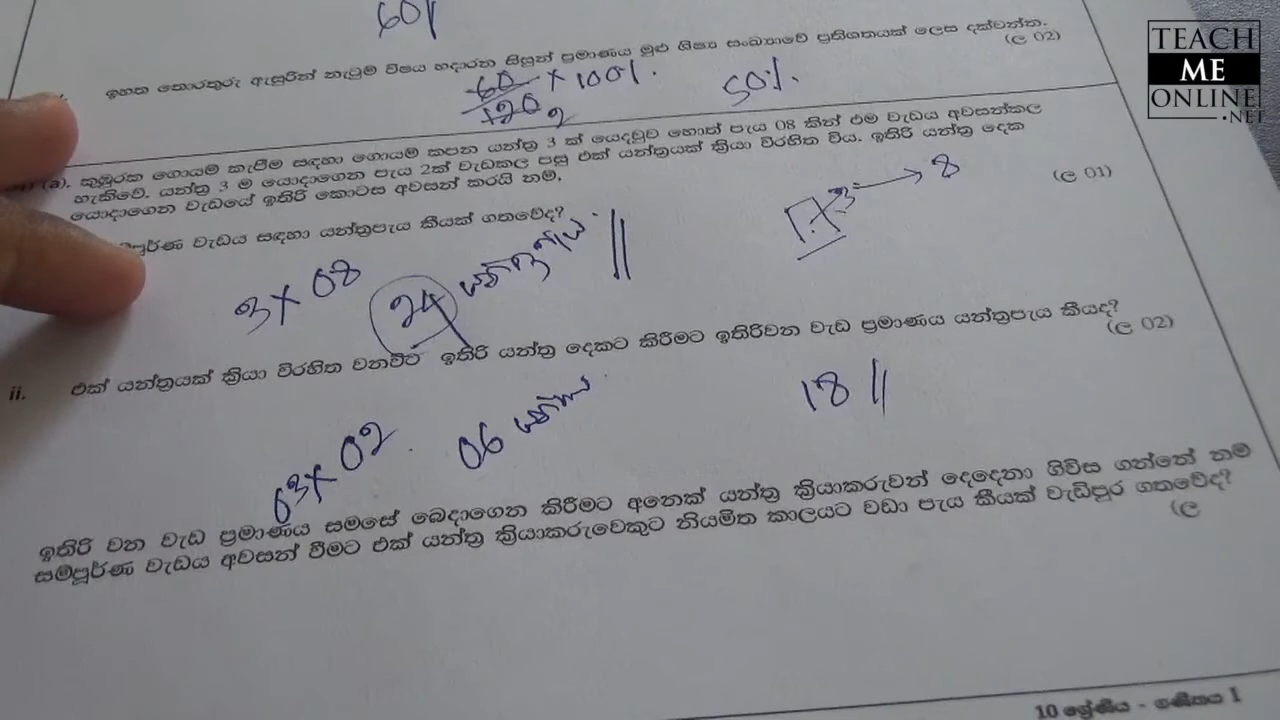 60%
TEACH
ME
ONLINE
.NET
ඉහත තොරතුරු ඇසුරින් නැටුම් විෂය හදාරන සිසුන් ප්‍රමාණය මුළු ශිෂ්‍ය සංඛ්‍යාවේ ප්‍රතිශතයක් ලෙස දක්වන්න.
(ල 02)
60/120 × 100%. 50%.
2
(a). කුඹුරක ගොයම් කැපීම සඳහා ගොයම් කපන යන්ත්‍ර 3 ක් යෙදවුව හොත් පැය 08 කින් එම වැඩය අවසන්කල
හැකිවේ. යන්ත්‍ර 3 ම යොදාගෙන පැය 2ක් වැඩකල පසු එක් යන්ත්‍රයක් ක්‍රියා විරහිත විය. ඉතිරි යන්ත්‍ර දෙක
යොදාගෙන වැඩයේ ඉතිරි කොටස අවසන් කරයි නම්,
ම්පූර්ණ වැඩය සඳහා යන්ත්‍රපැය කීයක් ගතවේද?
(ල 01)
3 → 8
3 × 08 24 යන්ත්‍ර පැය
ii. එක් යන්ත්‍රයක් ක්‍රියා විරහිත වනවිට ඉතිරි යන්ත්‍ර දෙකට කිරීමට ඉතිරිවන වැඩ ප්‍රමාණය යන්ත්‍රපැය කීයද?
(ල 02)
03 × 02 06 18
ඉතිරි වන වැඩ ප්‍රමාණය සමසේ බෙදාගෙන කිරීමට අනෙක් යන්ත්‍ර ක්‍රියාකරුවන් දෙදෙනා ගිවිස ගන්නේ නම්
සම්පූර්ණ වැඩය අවසන් වීමට එක් යන්ත්‍ර ක්‍රියාකරුවෙකුට නියමිත කාලයට වඩා පැය කීයක් වැඩිපුර ගතවේද?
(ල
10 ශ්‍රේණිය - ගණිතය I